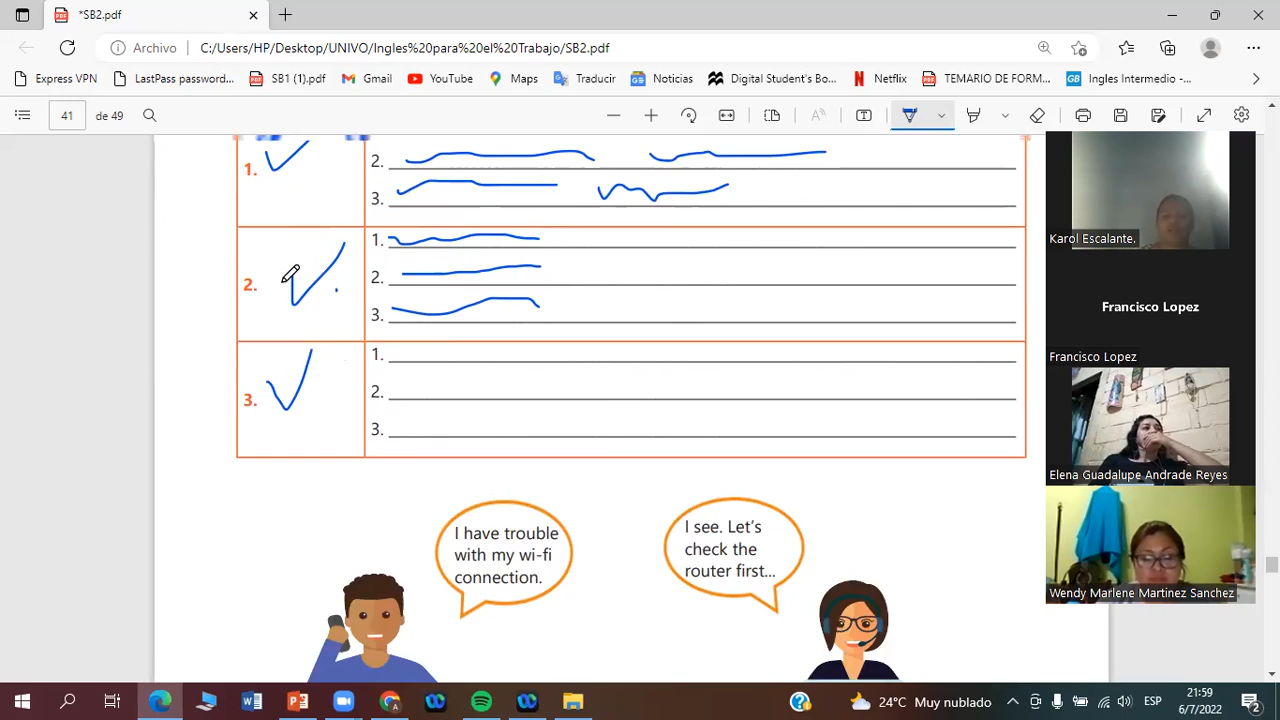 *SB2.pdf
Archivo C:/Users/HP/Desktop/UNIVO/Ingles%20para%20el%20Trabajo/SB2.pdf
Express VPN LastPass password... SB1 (1).pdf Gmail YouTube Maps Traducir Noticias Digital Student's Bo... Netflix TEMARIO DE FORM... Ingles Intermedio -...
41 de 49
1.
2.
3.
2.
1.
2.
3.
3.
1.
2.
3.
I have trouble
with my wi-fi
connection.
I see. Let's
check the
router first...
Karol Escalante.
Francisco Lopez
Francisco Lopez
Elena Guadalupe Andrade Reyes
Wendy Marlene Martinez Sanchez
24°C Muy nublado
ESP
21:59
6/7/2022
2